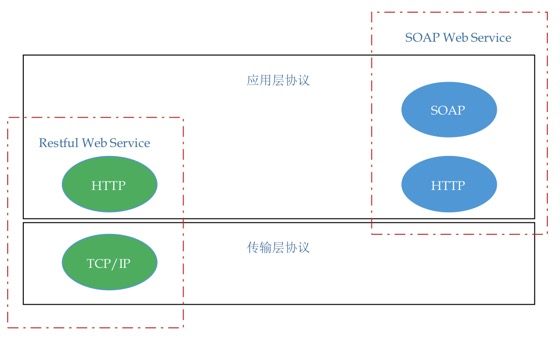 SOAP Web Service
应用层协议
SOAP
Restful Web Service
HTTP
HTTP
传输层协议
TCP/IP